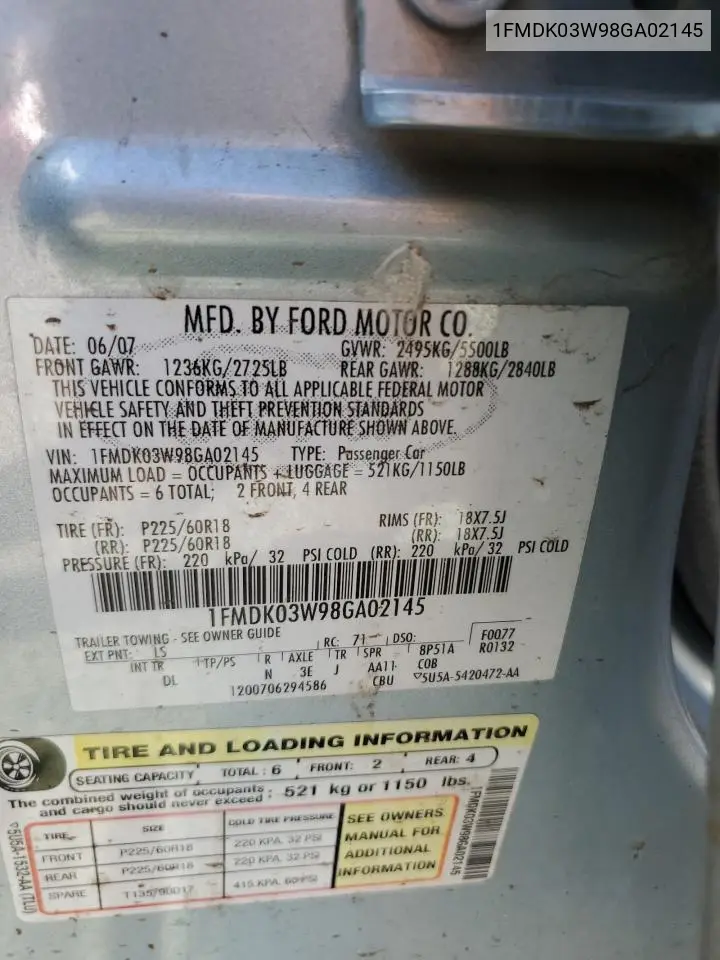 1FMDK03W98GA02145
MFD. BY FORD MOTOR CO.
DATE: 06/07 GVWR: 2495KG/5500LB
FRONT GAWR: 1236KG/2725LB REAR GAWR: 1288KG/2840LB
THIS VEHICLE CONFORMS TO ALL APPLICABLE FEDERAL MOTOR
VEHICLE SAFETY AND THEFT PREVENTION STANDARDS
IN EFFECT ON THE DATE OF MANUFACTURE SHOWN ABOVE.
VIN: 1FMDK03W98GA02145 TYPE: Passenger Car
MAXIMUM LOAD = OCCUPANTS + LUGGAGE = 521KG/1150LB
OCCUPANTS = 6 TOTAL; 2 FRONT, 4 REAR
TIRE (FR): P225/60R18 RIMS (FR): 18X7.5J
(RR): P225/60R18 (RR): 18X7.5J
PRESSURE (FR): 220 kPa/ 32 PSI COLD (RR): 220 kPa/ 32 PSI COLD
1FMDK03W98GA02145
TRAILER TOWING - SEE OWNER GUIDE
EXT PNT: LS RC: 71 DSO: F0077
INT TR TP/PS R AXLE TR SPR 8P51A R0132
DL N 3E J AA11 COB
1200706294586 CBU ▽5U5A-5420472-AA
TIRE AND LOADING INFORMATION
SEATING CAPACITY TOTAL: 6 FRONT: 2 REAR: 4
The combined weight of occupants and cargo should never exceed: 521 kg or 1150 lbs.
TIRE SIZE COLD TIRE PRESSURE
FRONT P225/60R18 220 KPA, 32 PSI
REAR P225/60R18 220 KPA, 32 PSI
SPARE T135/90D17 415 KPA, 60 PSI
SEE OWNERS
MANUAL FOR
ADDITIONAL
INFORMATION
▽5U5A-1532-AA (TLU)
1FMDK03W98GA02145